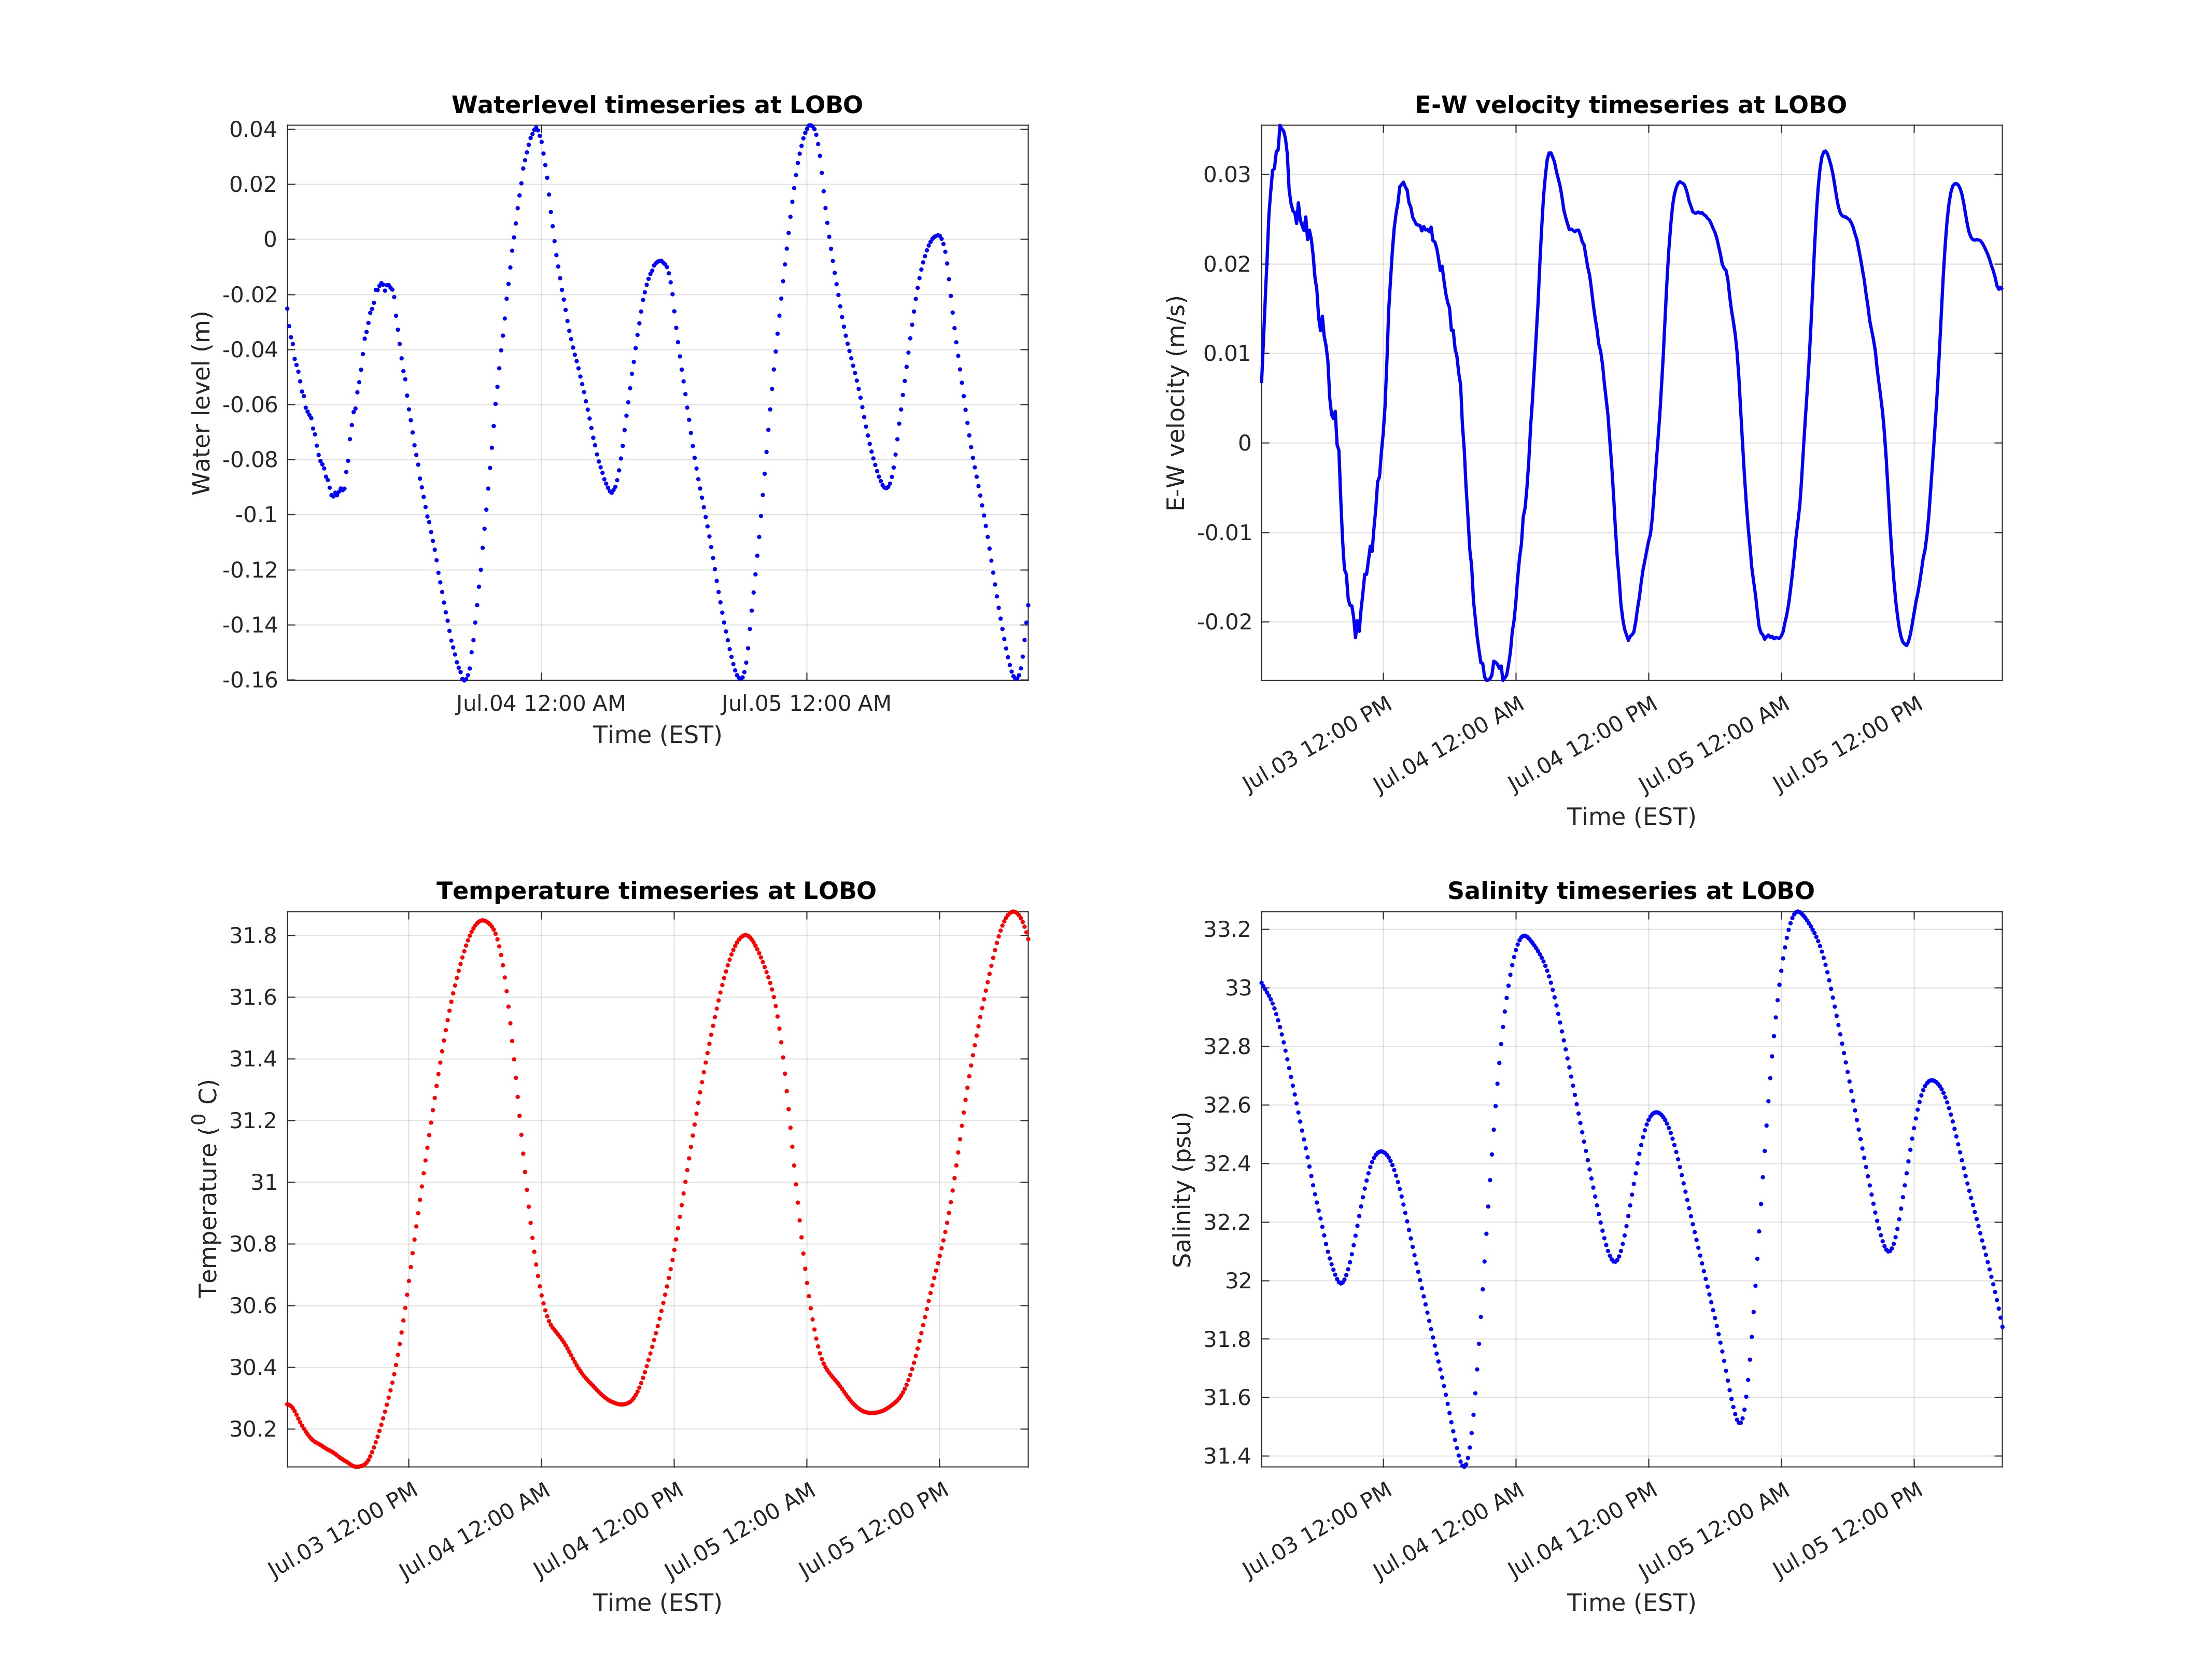 Waterlevel timeseries at LOBO
0.04
0.02
0
-0.02
-0.04
-0.06
-0.08
-0.1
-0.12
-0.14
-0.16
Water level (m)
Jul.04 12:00 AM
Jul.05 12:00 AM
Time (EST)
E-W velocity timeseries at LOBO
0.03
0.02
0.01
0
-0.01
-0.02
E-W velocity (m/s)
Jul.03 12:00 PM
Jul.04 12:00 AM
Jul.04 12:00 PM
Jul.05 12:00 AM
Jul.05 12:00 PM
Time (EST)
Temperature timeseries at LOBO
31.8
31.6
31.4
31.2
31
30.8
30.6
30.4
30.2
Temperature (⁰ C)
Jul.03 12:00 PM
Jul.04 12:00 AM
Jul.04 12:00 PM
Jul.05 12:00 AM
Jul.05 12:00 PM
Time (EST)
Salinity timeseries at LOBO
33.2
33
32.8
32.6
32.4
32.2
32
31.8
31.6
31.4
Salinity (psu)
Jul.03 12:00 PM
Jul.04 12:00 AM
Jul.04 12:00 PM
Jul.05 12:00 AM
Jul.05 12:00 PM
Time (EST)